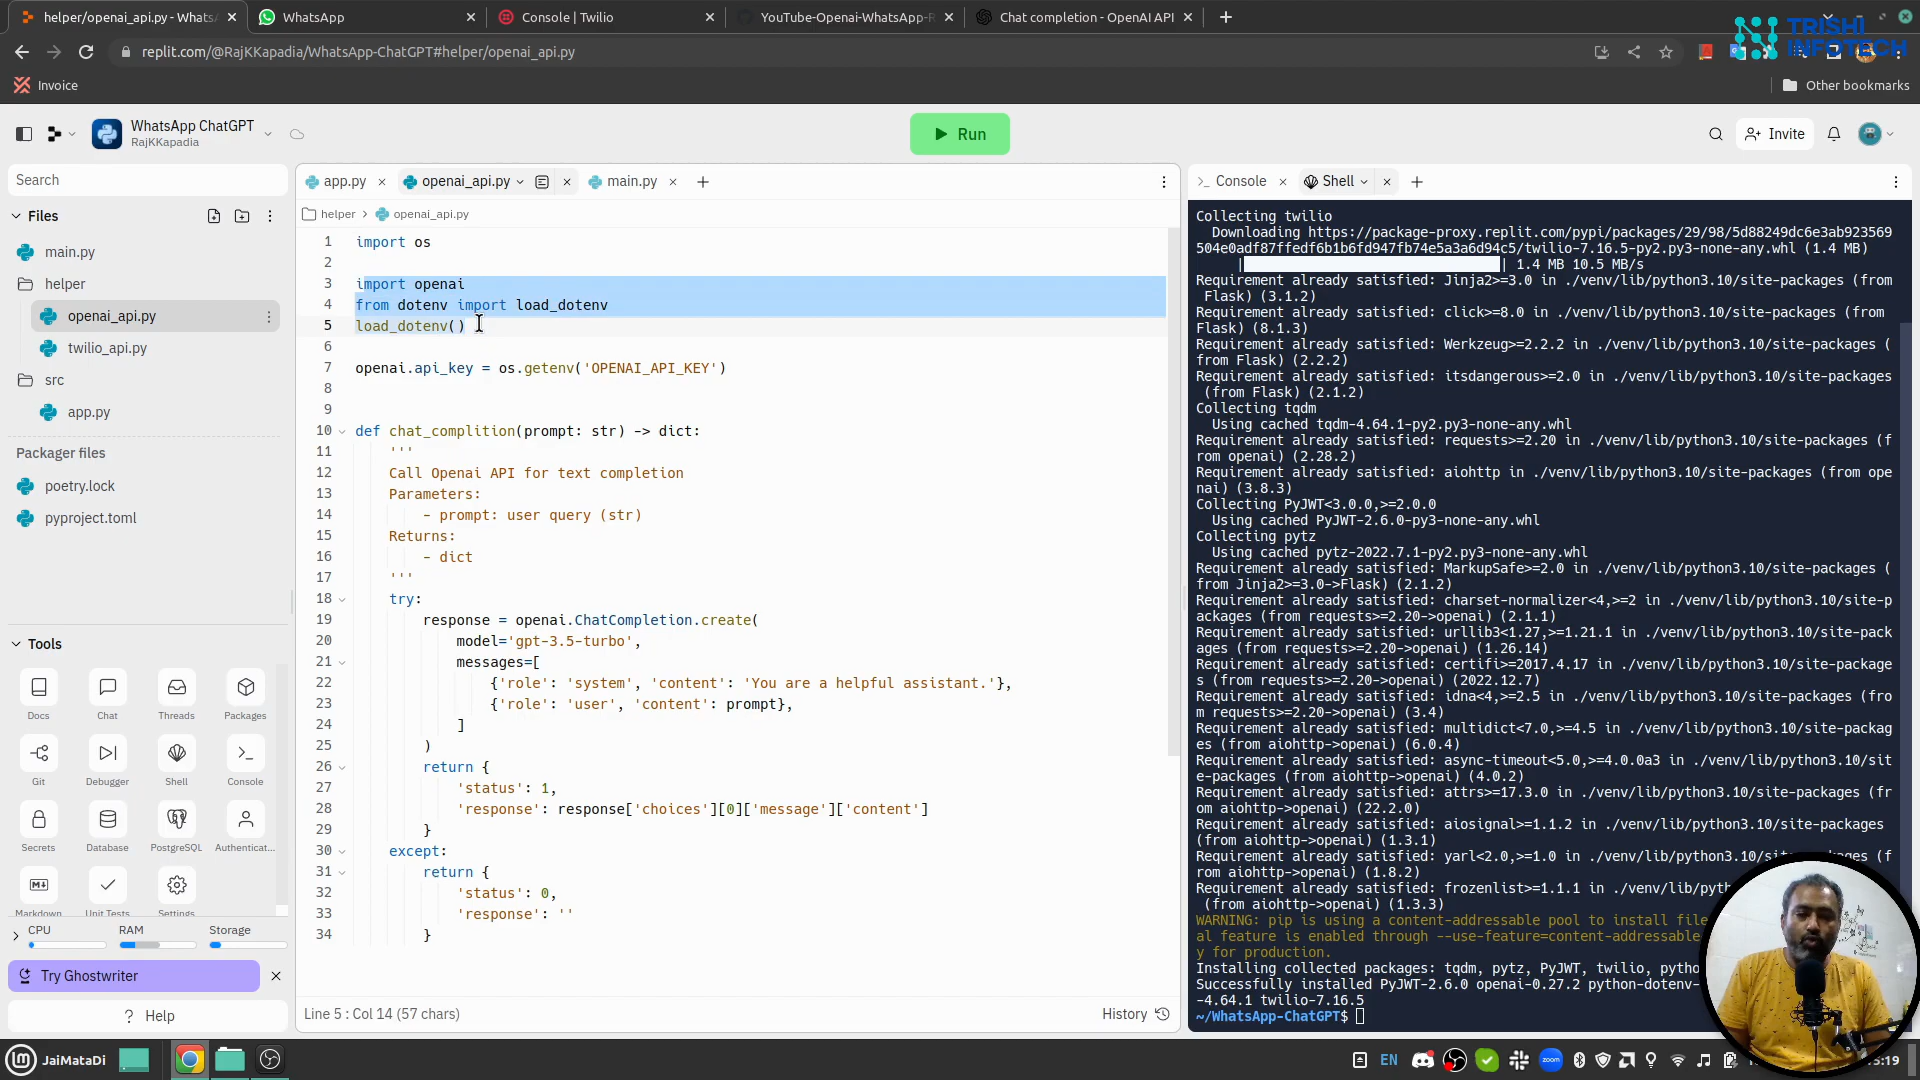 helper/openai_api.py - Whats
WhatsApp
Console | Twilio
YouTube-Openai-WhatsApp-R
Chat completion - OpenAI API
replit.com/@RajKKapadia/WhatsApp-ChatGPT#helper/openai_api.py
TRISHI
INFOTECH
Invoice
Other bookmarks
WhatsApp ChatGPT
RajKKapadia
Run
Invite
Search
Files
main.py
helper
openai_api.py
twilio_api.py
src
app.py
Packager files
poetry.lock
pyproject.toml
Tools
Docs
Chat
Threads
Packages
Git
Debugger
Shell
Console
Secrets
Database
PostgreSQL
Authenticat...
Markdown
Unit Tests
Settings
CPU
RAM
Storage
Try Ghostwriter
? Help
app.py
openai_api.py
main.py
helper > openai_api.py
1 import os
2
3 import openai
4 from dotenv import load_dotenv
5 load_dotenv()
6
7 openai.api_key = os.getenv('OPENAI_API_KEY')
8
9
10 def chat_complition(prompt: str) -> dict:
11 '''
12 Call Openai API for text completion
13 Parameters:
14 - prompt: user query (str)
15 Returns:
16 - dict
17 '''
18 try:
19 response = openai.ChatCompletion.create(
20 model='gpt-3.5-turbo',
21 messages=[
22 {'role': 'system', 'content': 'You are a helpful assistant.'},
23 {'role': 'user', 'content': prompt},
24 ]
25 )
26 return {
27 'status': 1,
28 'response': response['choices'][0]['message']['content']
29 }
30 except:
31 return {
32 'status': 0,
33 'response': ''
34 }
Line 5 : Col 14 (57 chars)
History
Console
Shell
Collecting twilio
Downloading https://package-proxy.replit.com/pypi/packages/29/98/5d88249dc6e3ab923569
504e0adf87ffedf6b1b6fd947fb74e5a3a6d94c5/twilio-7.16.5-py2.py3-none-any.whl (1.4 MB)
| | 1.4 MB 10.5 MB/s
Requirement already satisfied: Jinja2>=3.0 in ./venv/lib/python3.10/site-packages (from
Flask) (3.1.2)
Requirement already satisfied: click>=8.0 in ./venv/lib/python3.10/site-packages (from
Flask) (8.1.3)
Requirement already satisfied: Werkzeug>=2.2.2 in ./venv/lib/python3.10/site-packages (
from Flask) (2.2.2)
Requirement already satisfied: itsdangerous>=2.0 in ./venv/lib/python3.10/site-packages
(from Flask) (2.1.2)
Collecting tqdm
Using cached tqdm-4.64.1-py2.py3-none-any.whl
Requirement already satisfied: requests>=2.20 in ./venv/lib/python3.10/site-packages (f
rom openai) (2.28.2)
Requirement already satisfied: aiohttp in ./venv/lib/python3.10/site-packages (from ope
nai) (3.8.3)
Collecting PyJWT<3.0.0,>=2.0.0
Using cached PyJWT-2.6.0-py3-none-any.whl
Collecting pytz
Using cached pytz-2022.7.1-py2.py3-none-any.whl
Requirement already satisfied: MarkupSafe>=2.0 in ./venv/lib/python3.10/site-packages (
from Jinja2>=3.0->Flask) (2.1.2)
Requirement already satisfied: charset-normalizer<4,>=2 in ./venv/lib/python3.10/site-p
ackages (from requests>=2.20->openai) (2.1.1)
Requirement already satisfied: urllib3<1.27,>=1.21.1 in ./venv/lib/python3.10/site-pack
ages (from requests>=2.20->openai) (1.26.14)
Requirement already satisfied: certifi>=2017.4.17 in ./venv/lib/python3.10/site-package
s (from requests>=2.20->openai) (2022.12.7)
Requirement already satisfied: idna<4,>=2.5 in ./venv/lib/python3.10/site-packages (fro
m requests>=2.20->openai) (3.4)
Requirement already satisfied: multidict<7.0,>=4.5 in ./venv/lib/python3.10/site-packag
es (from aiohttp->openai) (6.0.4)
Requirement already satisfied: async-timeout<5.0,>=4.0.0a3 in ./venv/lib/python3.10/sit
e-packages (from aiohttp->openai) (4.0.2)
Requirement already satisfied: attrs>=17.3.0 in ./venv/lib/python3.10/site-packages (fr
om aiohttp->openai) (22.2.0)
Requirement already satisfied: aiosignal>=1.1.2 in ./venv/lib/python3.10/site-packages
(from aiohttp->openai) (1.3.1)
Requirement already satisfied: yarl<2.0,>=1.0 in ./venv/lib/python3.10/site-packages (f
rom aiohttp->openai) (1.8.2)
Requirement already satisfied: frozenlist>=1.1.1 in ./venv/lib/pyth
om aiohttp->openai) (1.3.3)
WARNING: pip is using a content-addressable pool to install file
al feature is enabled through --use-feature=content-addressable
y for production.
Installing collected packages: tqdm, pytz, PyJWT, twilio, pytho
Successfully installed PyJWT-2.6.0 openai-0.27.2 python-dotenv-
-4.64.1 twilio-7.16.5
~/WhatsApp-ChatGPT$
JaiMataDi
EN
zoom
5:19